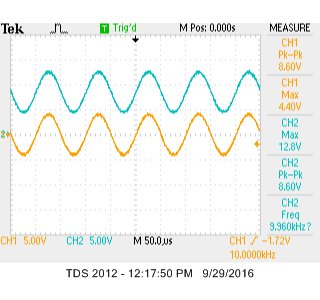 Tek Trig'd M Pos: 0.000s MEASURE
CH1
Pk-Pk
8.60V
CH1
Max
4.40V
CH2
Max
12.8V
2
CH2
Pk-Pk
8.60V
CH2
Freq
9.960kHz?
CH1 5.00V CH2 5.00V M 50.0µs CH1 -1.72V
10.0000kHz
TDS 2012 - 12:17:50 PM 9/29/2016